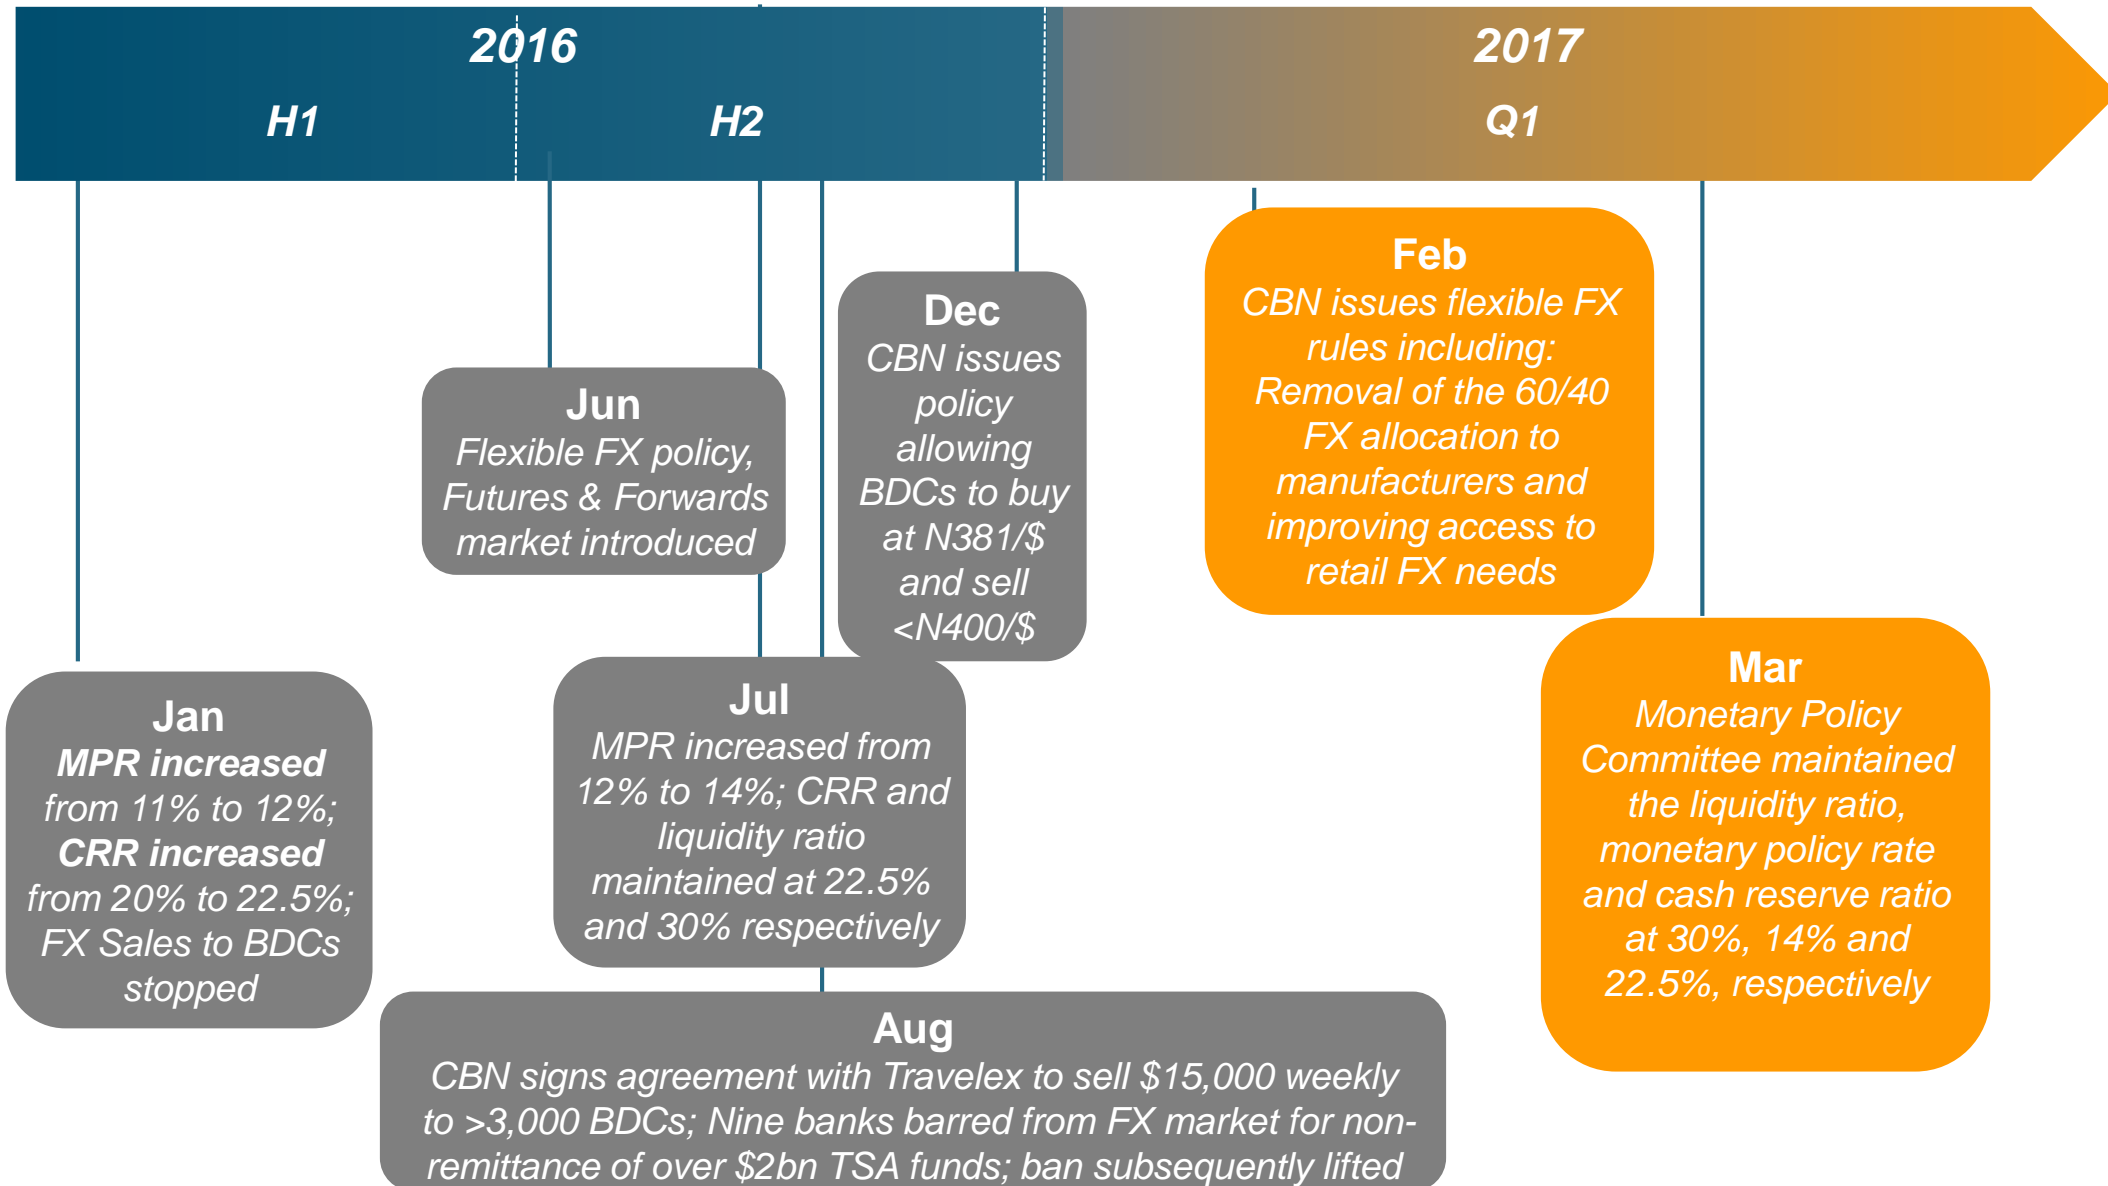 2016
2017
H1
H2
Q1
Jan
MPR increased
from 11% to 12%;
CRR increased
from 20% to 22.5%;
FX Sales to BDCs
stopped
Jun
Flexible FX policy,
Futures & Forwards
market introduced
Jul
MPR increased from
12% to 14%; CRR and
liquidity ratio
maintained at 22.5%
and 30% respectively
Aug
CBN signs agreement with Travelex to sell $15,000 weekly
to >3,000 BDCs; Nine banks barred from FX market for non-
remittance of over $2bn TSA funds; ban subsequently lifted
Dec
CBN issues
policy
allowing
BDCs to buy
at N381/$
and sell
<N400/$
Feb
CBN issues flexible FX
rules including:
Removal of the 60/40
FX allocation to
manufacturers and
improving access to
retail FX needs
Mar
Monetary Policy
Committee maintained
the liquidity ratio,
monetary policy rate
and cash reserve ratio
at 30%, 14% and
22.5%, respectively